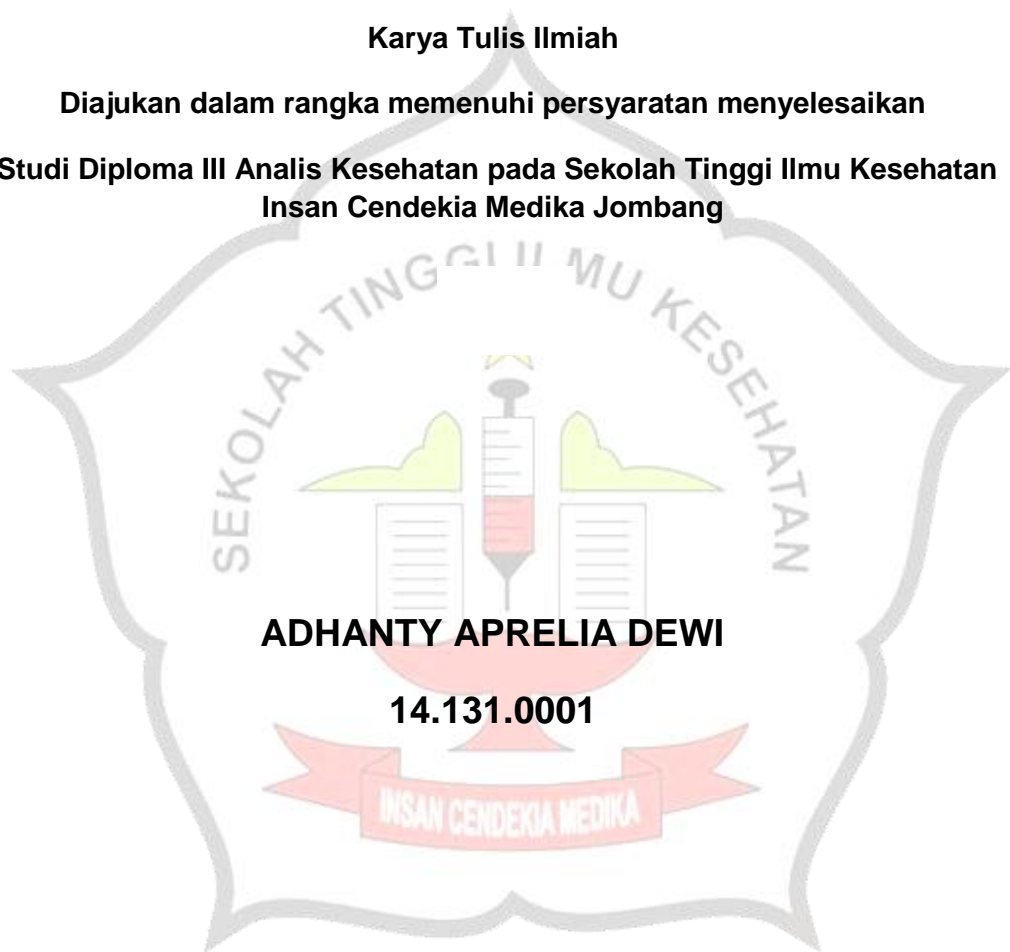 Karya Tulis Ilmiah
Diajukan dalam rangka memenuhi persyaratan menyelesaikan
Studi Diploma III Analis Kesehatan pada Sekolah Tinggi Ilmu Kesehatan
Insan Cendekia Medika Jombang
SEKOLAH TINGGI ILMU KESEHATAN
ADHANTY APRELIA DEWI
14.131.0001
INSAN CENDEKIA MEDIKA